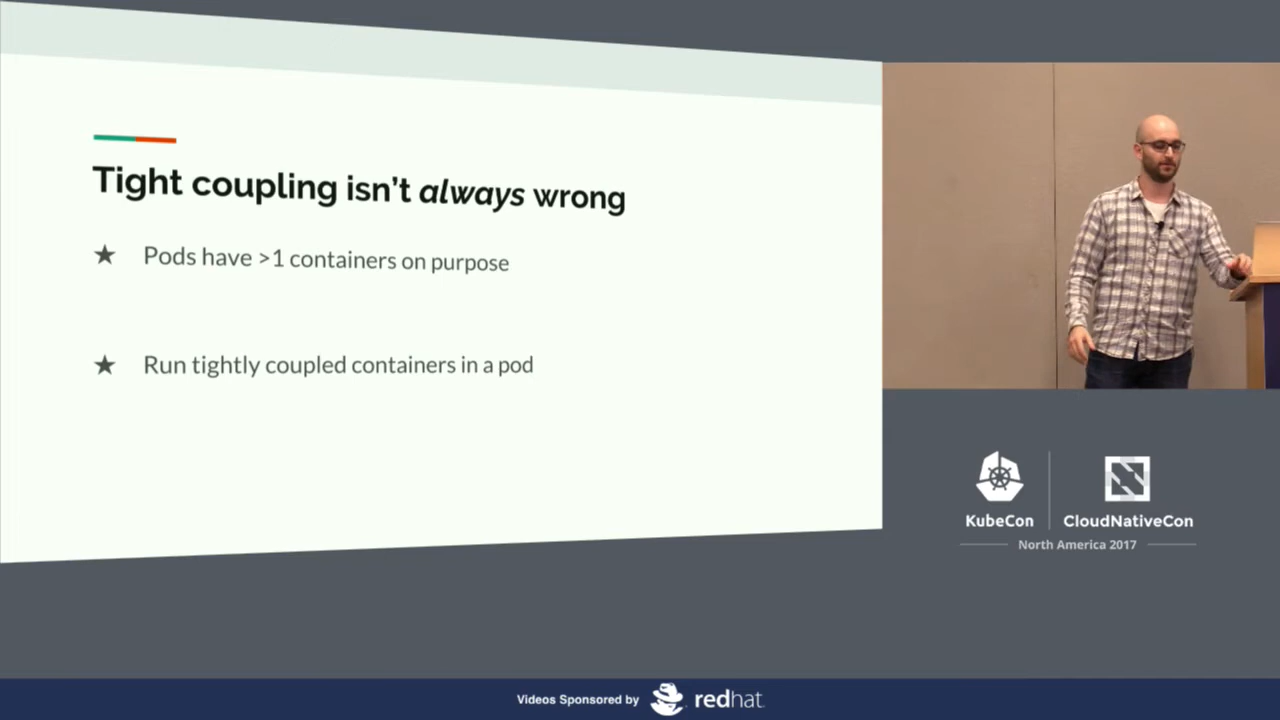 Tight coupling isn't always wrong
★ Pods have >1 containers on purpose
★ Run tightly coupled containers in a pod
KubeCon
CloudNativeCon
North America 2017
Videos Sponsored by redhat.